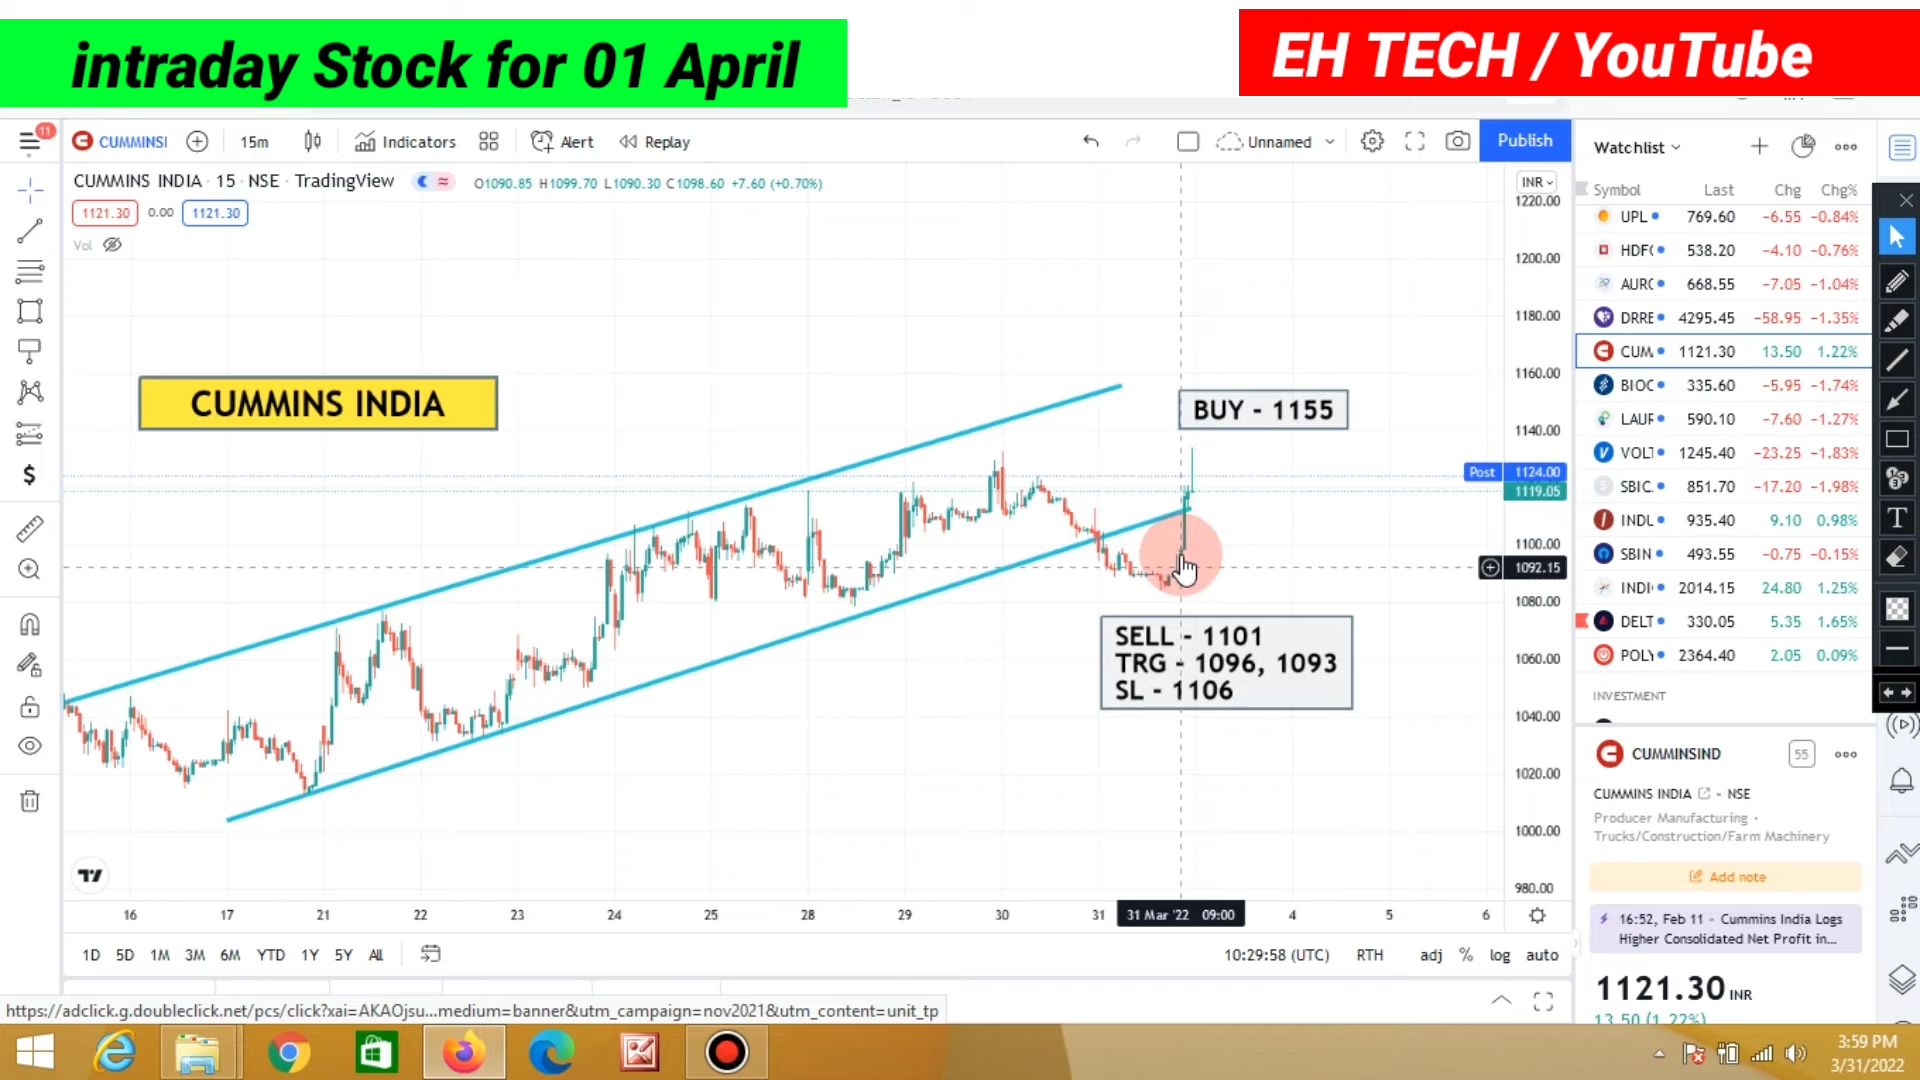 intraday Stock for 01 April
EH TECH / YouTube
11
CUMMINSI
15m
Indicators
Alert
Replay
Unnamed
Publish
CUMMINS INDIA · 15 · NSE · TradingView
O1090.85 H1099.70 L1090.30 C1098.60 +7.60 (+0.70%)
1121.30 0.00 1121.30
Vol
INR
1220.00
1200.00
1180.00
1160.00
1140.00
Post 1124.00
1119.05
1100.00
1092.15
1080.00
1060.00
1040.00
1020.00
1000.00
980.00
CUMMINS INDIA
BUY - 1155
SELL - 1101
TRG - 1096, 1093
SL - 1106
16 17 21 22 23 24 25 28 29 30 31 31 Mar '22 09:00 4 5 6
1D 5D 1M 3M 6M YTD 1Y 5Y All
10:29:58 (UTC) RTH adj % log auto
Watchlist
Symbol Last Chg Chg%
UPL 769.60 −6.55 −0.84%
HDFC 538.20 −4.10 −0.76%
AURC 668.55 −7.05 −1.04%
DRRE 4295.45 −58.95 −1.35%
CUM 1121.30 13.50 1.22%
BIOC 335.60 −5.95 −1.74%
LAUR 590.10 −7.60 −1.27%
VOLT 1245.40 −23.25 −1.83%
SBIC 851.70 −17.20 −1.98%
INDU 935.40 9.10 0.98%
SBIN 493.55 −0.75 −0.15%
INDI 2014.15 24.80 1.25%
DELT 330.05 5.35 1.65%
POLY 2364.40 2.05 0.09%
INVESTMENT
CUMMINSIND
55
CUMMINS INDIA - NSE
Producer Manufacturing •
Trucks/Construction/Farm Machinery
Add note
16:52, Feb 11 - Cummins India Logs
Higher Consolidated Net Profit in...
1121.30 INR
13.50 (1.22%)
https://adclick.g.doubleclick.net/pcs/click?xai=AKAOjsu...medium=banner&utm_campaign=nov2021&utm_content=unit_tp
3:59 PM
3/31/2022